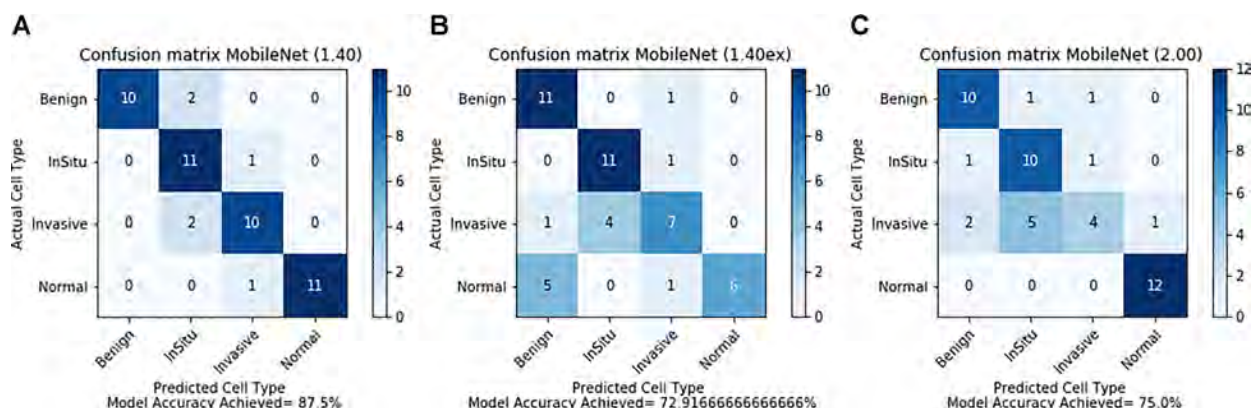 A
Confusion matrix MobileNet (1.40)
Actual Cell Type
Benign 10 2 0 0
InSitu 0 11 1 0
Invasive 0 2 10 0
Normal 0 0 1 11
Benign InSitu Invasive Normal
10
8
6
4
2
0
Predicted Cell Type
Model Accuracy Achieved= 87.5%
B
Confusion matrix MobileNet (1.40ex)
Actual Cell Type
Benign 11 0 1 0
InSitu 0 11 1 0
Invasive 1 4 7 0
Normal 5 0 1 6
Benign InSitu Invasive Normal
10
8
6
4
2
0
Predicted Cell Type
Model Accuracy Achieved= 72.91666666666666%
C
Confusion matrix MobileNet (2.00)
Actual Cell Type
Benign 10 1 1 0
InSitu 1 10 1 0
Invasive 2 5 4 1
Normal 0 0 0 12
Benign InSitu Invasive Normal
12
10
8
6
4
2
0
Predicted Cell Type
Model Accuracy Achieved= 75.0%